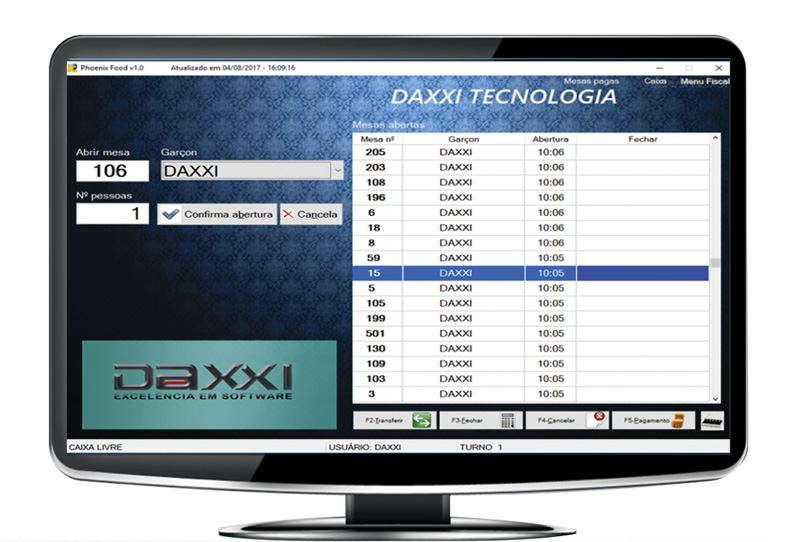 Phoenix Food v1.0 Atualizado em 04/08/2017 - 16:09:16
Mesas pagas Caixa Menu Fiscal
DAXXI TECNOLOGIA
Mesas abertas
Mesa nº Garçon Abertura Fechar
205 DAXXI 10:06
203 DAXXI 10:06
108 DAXXI 10:06
196 DAXXI 10:06
6 DAXXI 10:06
18 DAXXI 10:06
8 DAXXI 10:06
59 DAXXI 10:05
15 DAXXI 10:05
5 DAXXI 10:05
105 DAXXI 10:05
199 DAXXI 10:05
501 DAXXI 10:05
130 DAXXI 10:05
109 DAXXI 10:05
103 DAXXI 10:05
3 DAXXI 10:05
Abrir mesa Garçon
106 DAXXI
Nº pessoas
1 Confirma abertura Cancela
DaXXI
EXCELÊNCIA EM SOFTWARE
F2-Transferir F3-Fechar F4-Cancelar F5-Pagamento
CAIXA LIVRE USUÁRIO: DAXXI TURNO 1